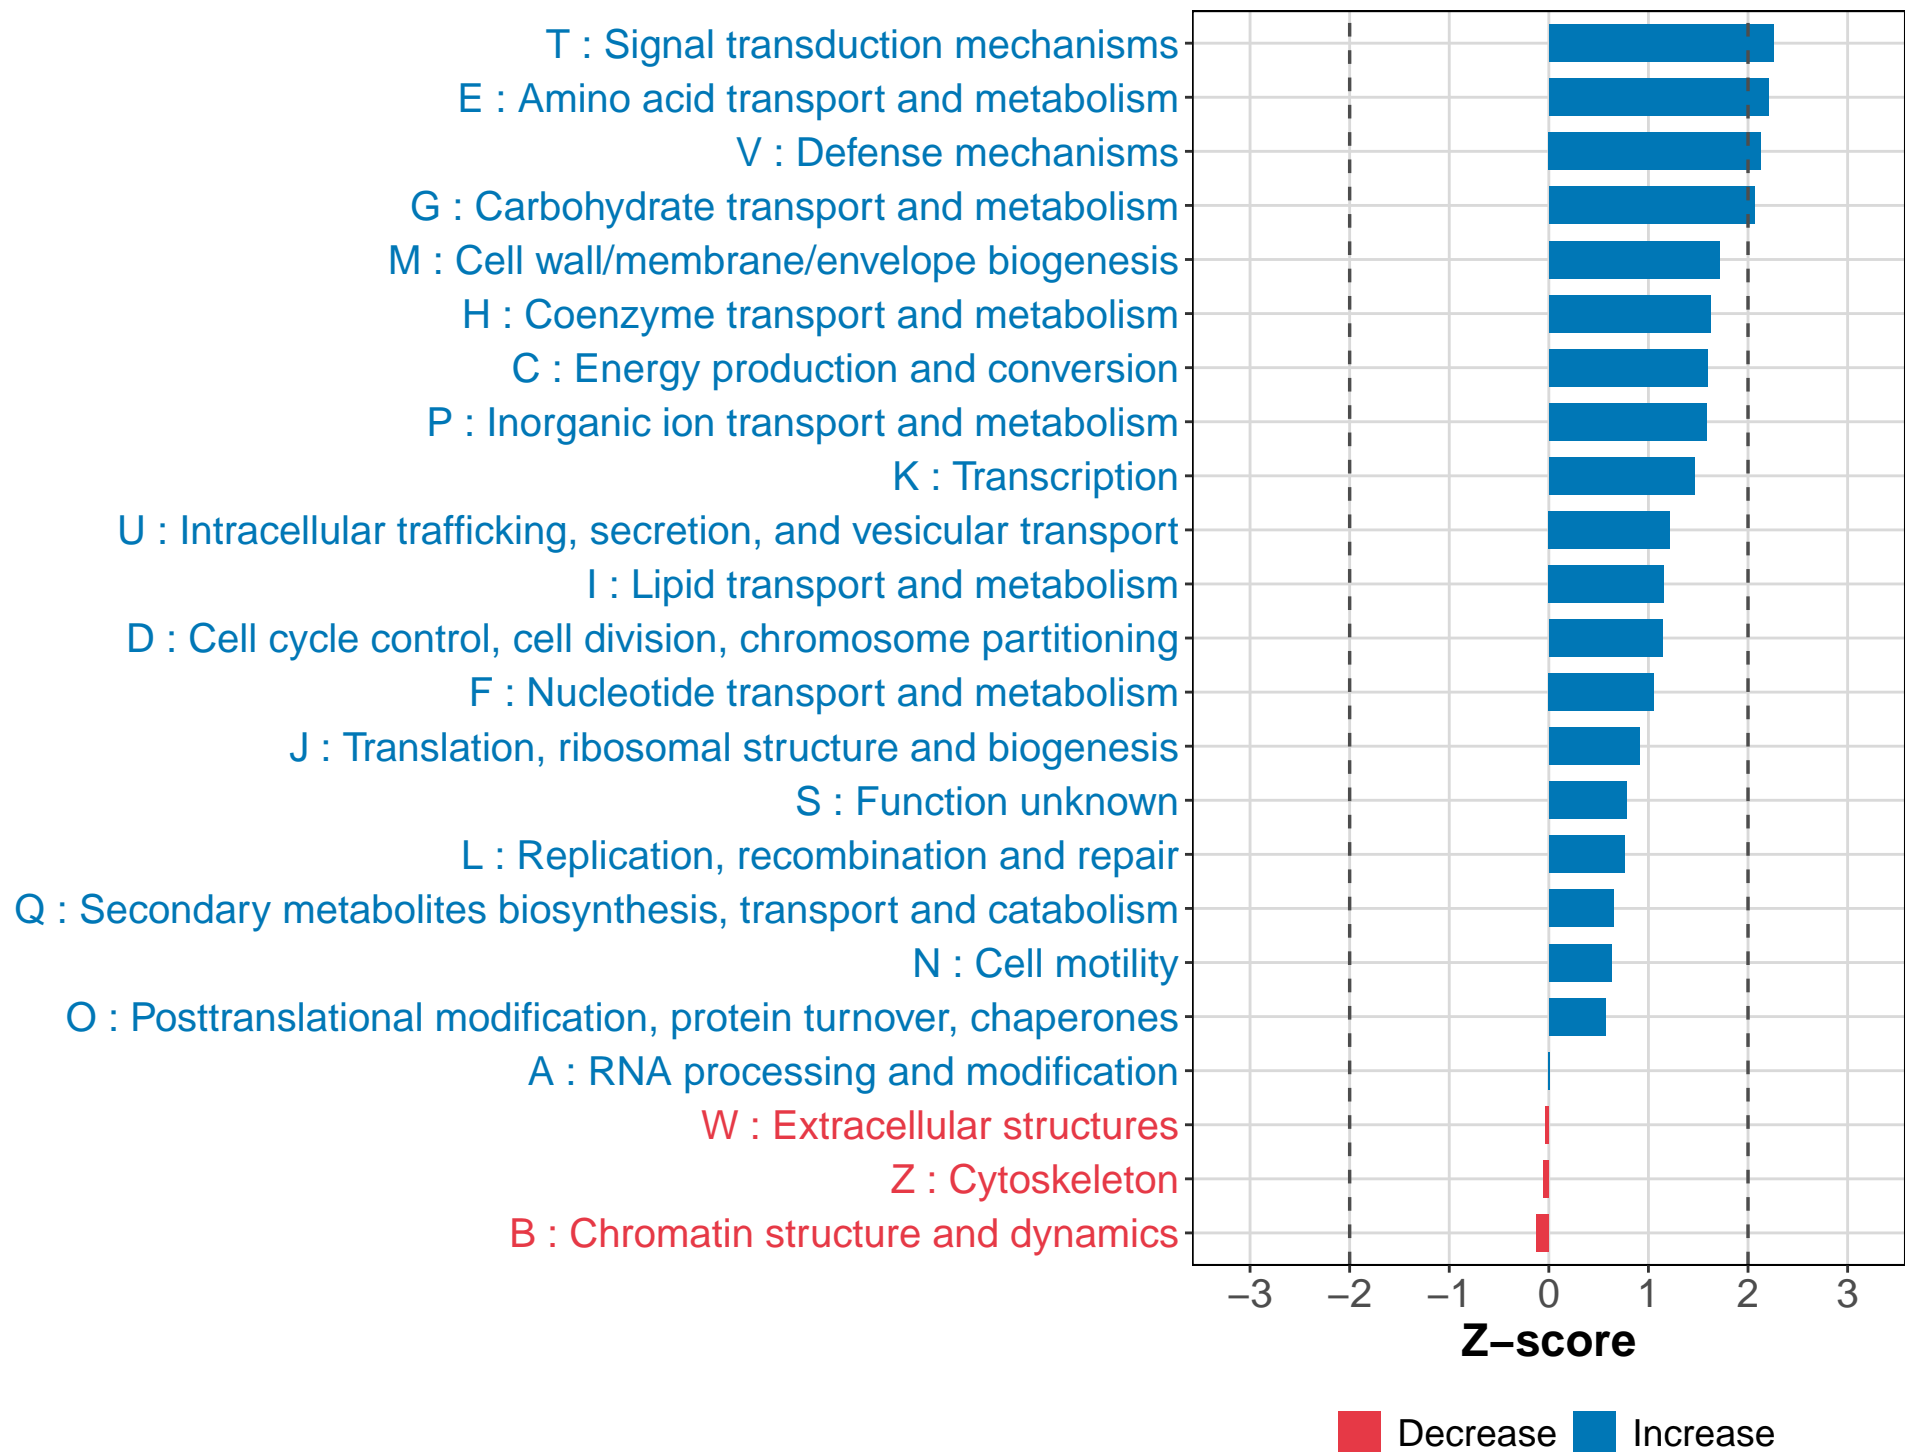 T : Signal transduction mechanisms
E : Amino acid transport and metabolism
V : Defense mechanisms
G : Carbohydrate transport and metabolism
M : Cell wall/membrane/envelope biogenesis
H : Coenzyme transport and metabolism
C : Energy production and conversion
P : Inorganic ion transport and metabolism
K : Transcription
U : Intracellular trafficking, secretion, and vesicular transport
I : Lipid transport and metabolism
D : Cell cycle control, cell division, chromosome partitioning
F : Nucleotide transport and metabolism
J : Translation, ribosomal structure and biogenesis
S : Function unknown
L : Replication, recombination and repair
Q : Secondary metabolites biosynthesis, transport and catabolism
N : Cell motility
O : Posttranslational modification, protein turnover, chaperones
A : RNA processing and modification
W : Extracellular structures
Z : Cytoskeleton
B : Chromatin structure and dynamics
−3 −2 −1 0 1 2 3
Z−score
Decrease Increase